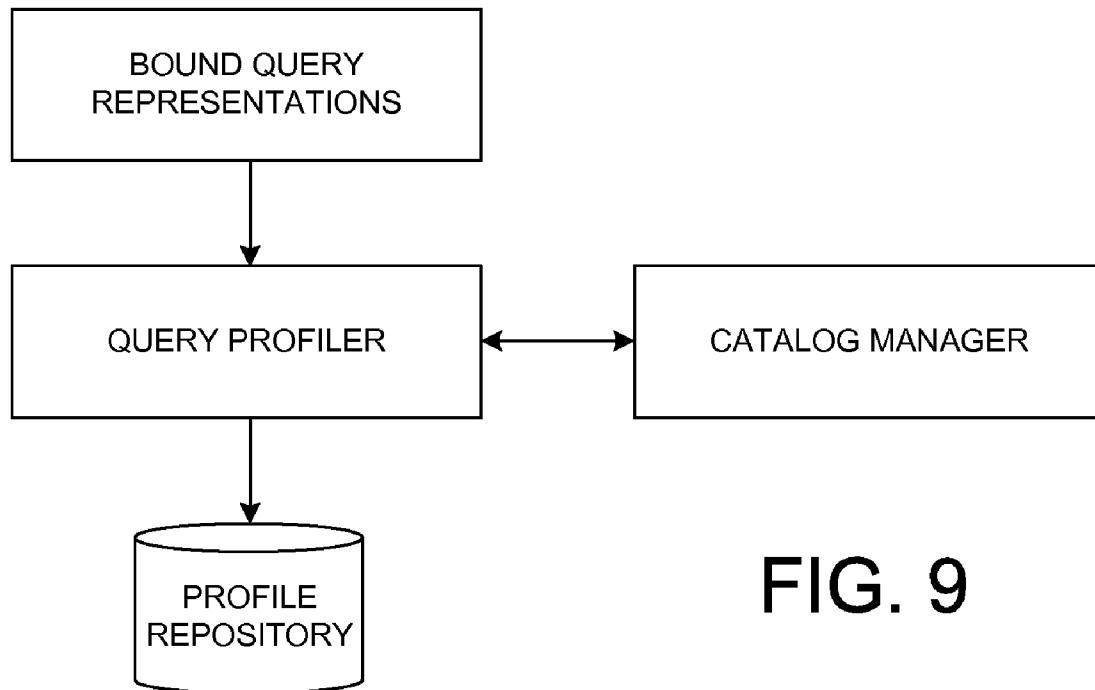 BOUND QUERY
REPRESENTATIONS
QUERY PROFILER
CATALOG MANAGER
PROFILE
REPOSITORY
FIG. 9